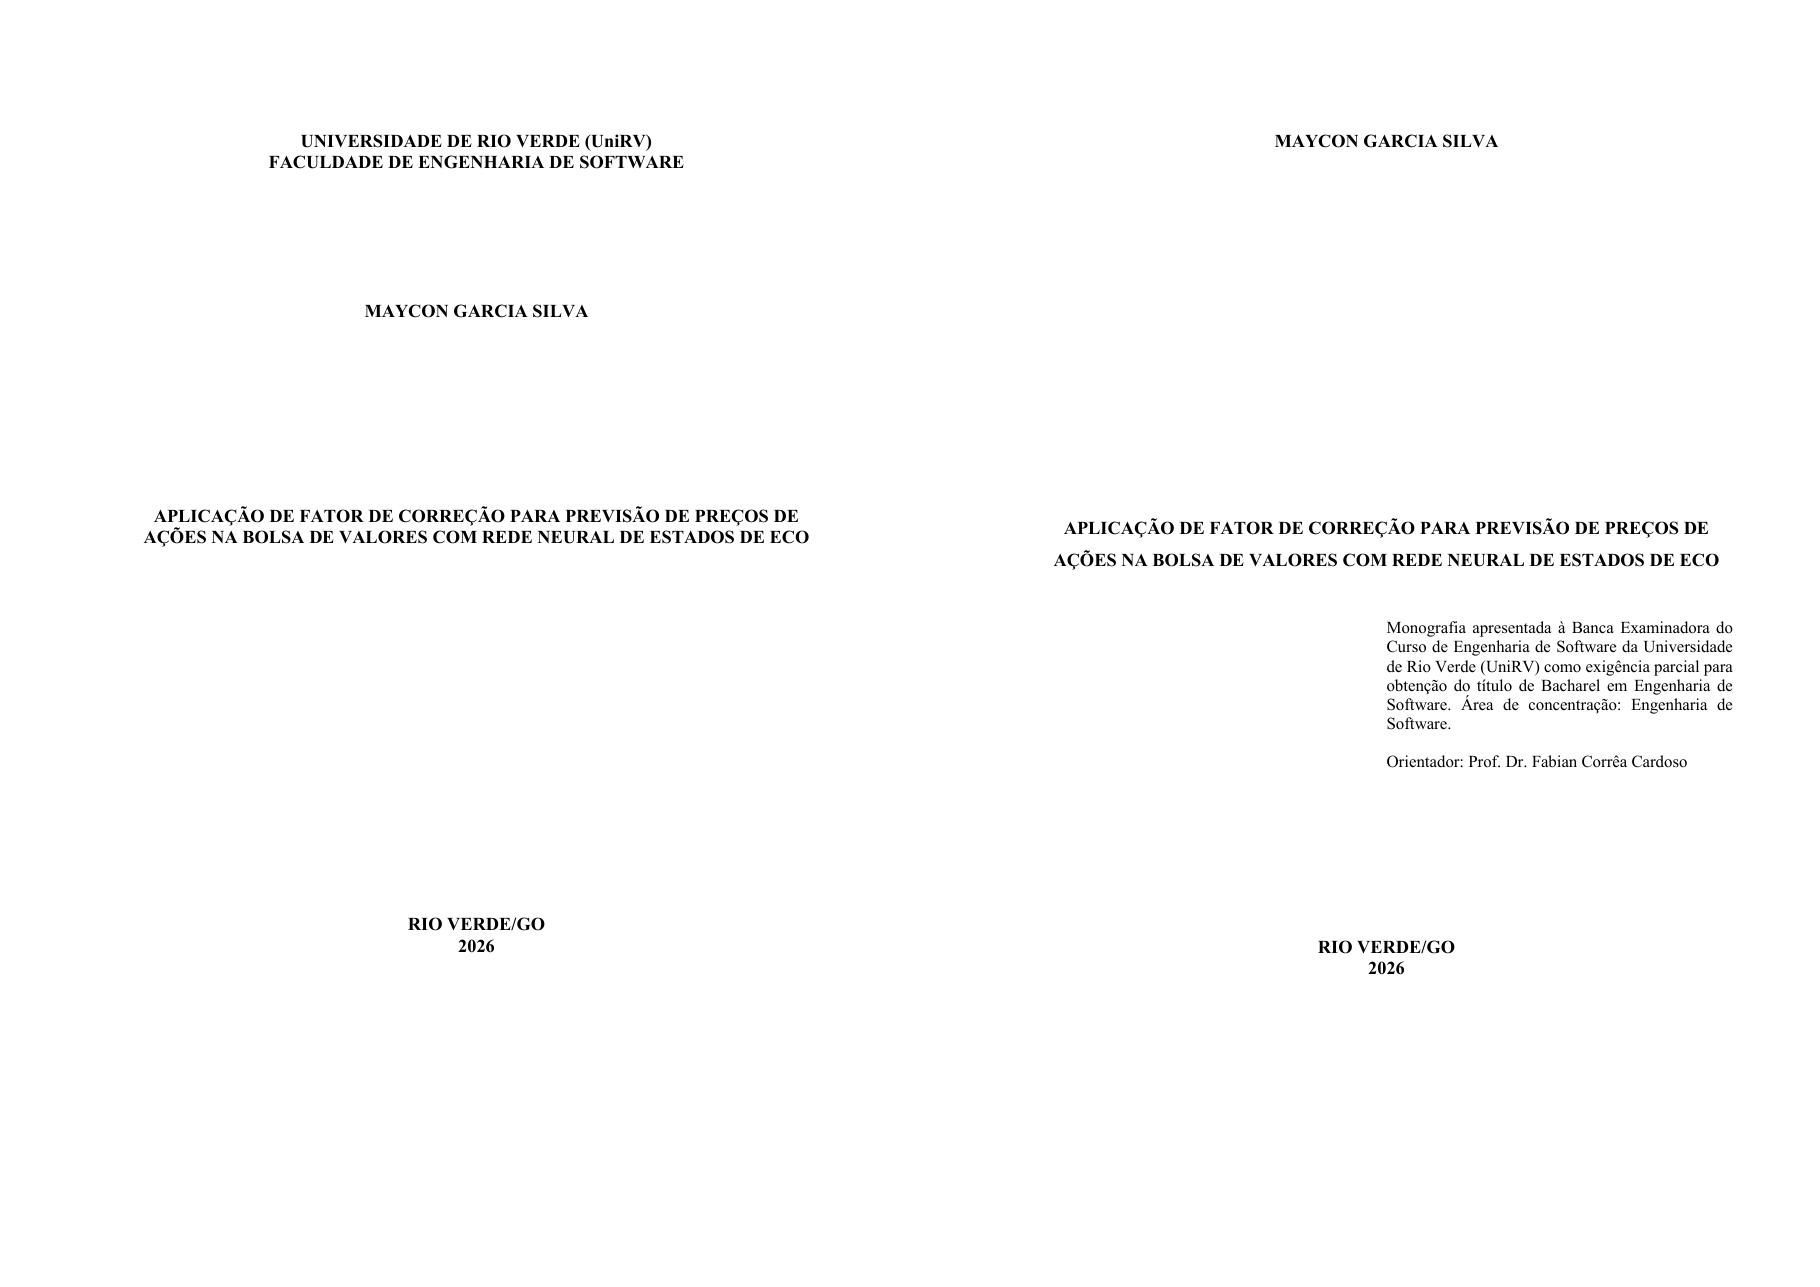 UNIVERSIDADE DE RIO VERDE (UniRV)
FACULDADE DE ENGENHARIA DE SOFTWARE
MAYCON GARCIA SILVA
APLICAÇÃO DE FATOR DE CORREÇÃO PARA PREVISÃO DE PREÇOS DE
AÇÕES NA BOLSA DE VALORES COM REDE NEURAL DE ESTADOS DE ECO
RIO VERDE/GO
2026
MAYCON GARCIA SILVA
APLICAÇÃO DE FATOR DE CORREÇÃO PARA PREVISÃO DE PREÇOS DE
AÇÕES NA BOLSA DE VALORES COM REDE NEURAL DE ESTADOS DE ECO
Monografia apresentada à Banca Examinadora do
Curso de Engenharia de Software da Universidade
de Rio Verde (UniRV) como exigência parcial para
obtenção do título de Bacharel em Engenharia de
Software. Área de concentração: Engenharia de
Software.
Orientador: Prof. Dr. Fabian Corrêa Cardoso
RIO VERDE/GO
2026